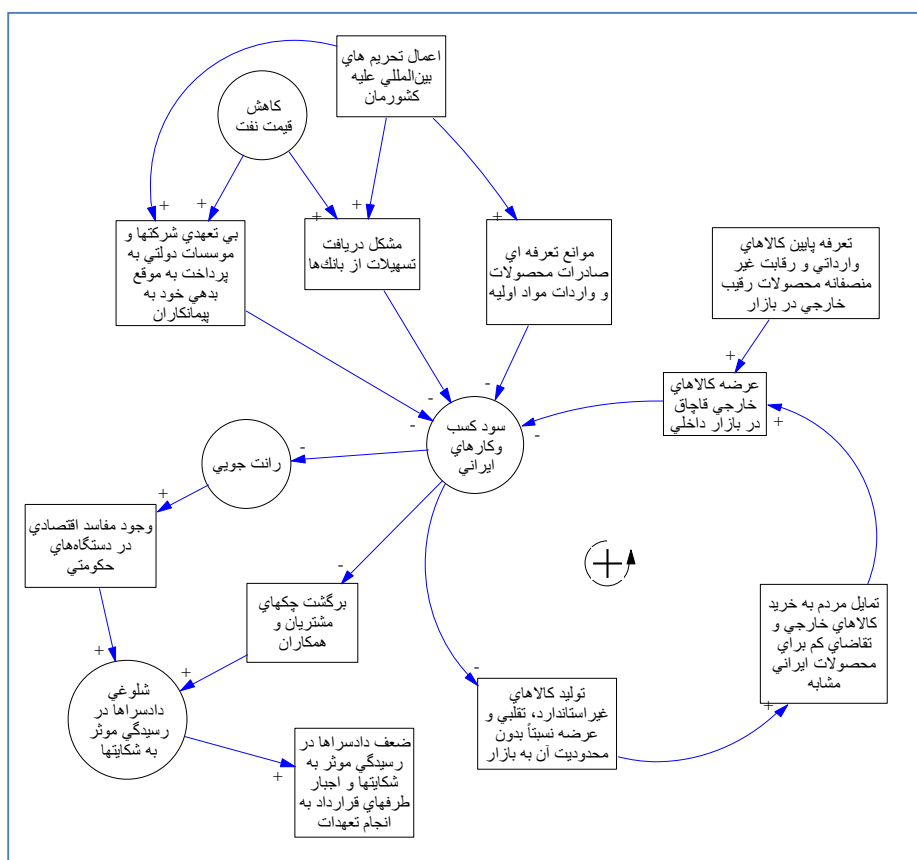 اعمال تحريم هاي
بين‌المللي عليه
كشورمان
كاهش
قيمت نفت
+
+
+
+
+
بي تعهدي شركتها و
موسسات دولتي به
پرداخت به موقع
بدهي خود به
پيمانكاران
مشكل دريافت
تسهيلات از بانك‌ها
موانع تعرفه اي
صادرات محصولات
و واردات مواد اوليه
تعرفه پايين كالاهاي
وارداتي و رقابت غير
منصفانه محصولات رقيب
خارجي در بازار
+
عرضه كالاهاي
خارجي قاچاق
در بازار داخلي
+
-
-
-
-
سود كسب
وكارهاي
ايراني
-
رانت جويي
+
وجود مفاسد اقتصادي
در دستگاه‌هاي
حكومتي
+
-
برگشت چكهاي
مشتريان و
همكاران
+
تمايل مردم به خريد
كالاهاي خارجي و
تقاضاي كم براي
محصولات ايراني
مشابه
+
+
-
توليد كالاهاي
غيراستاندارد، تقلبي و
عرضه نسبتاً بدون
محدوديت آن به بازار
شلوغي
دادسراها در
رسيدگي موثر
به شكايتها
+
ضعف دادسراها در
رسيدگي موثر به
شكايتها و اجبار
طرفهاي قرارداد به
انجام تعهدات